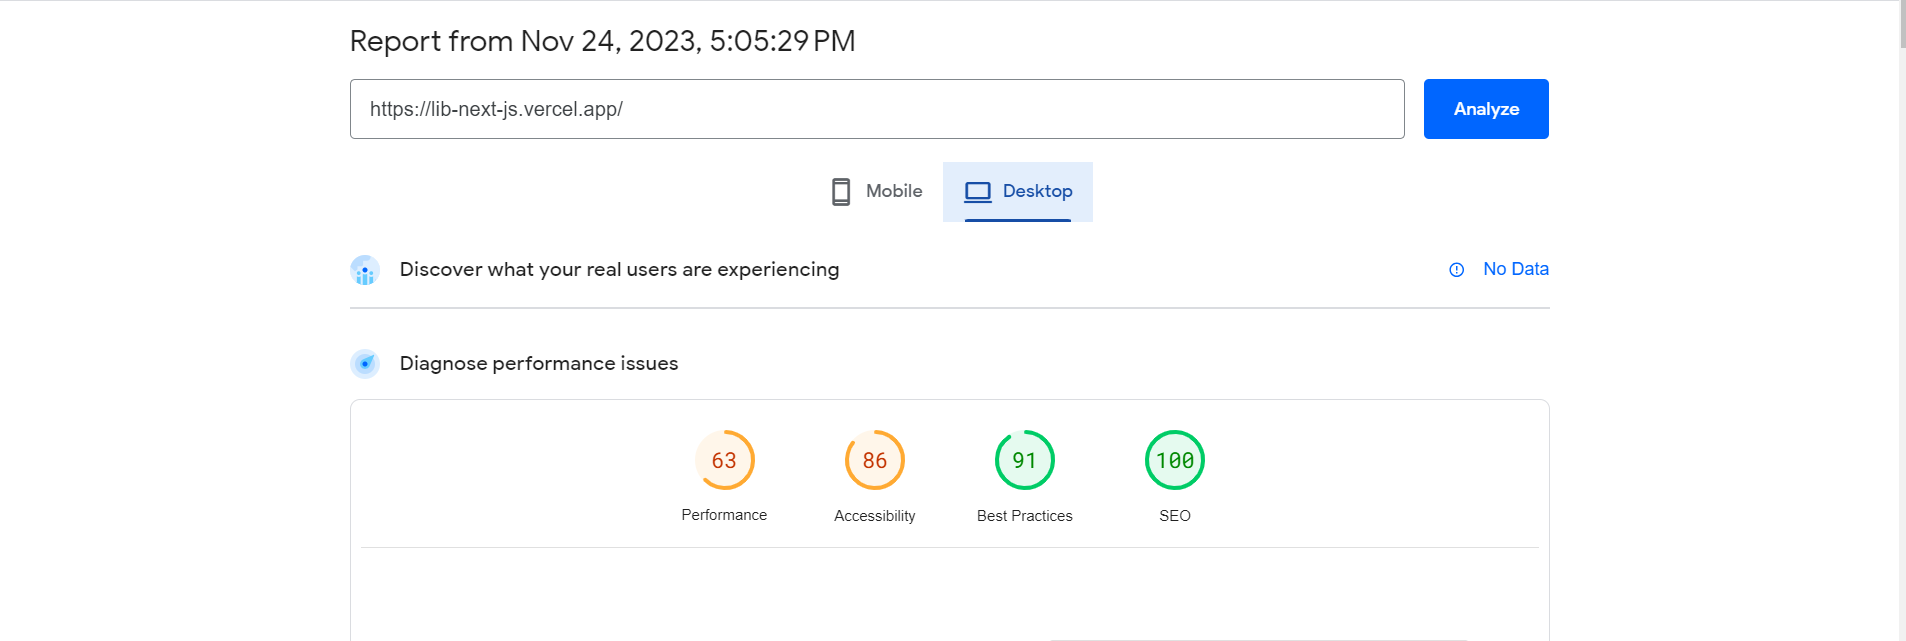 Report from Nov 24, 2023, 5:05:29 PM
https://lib-next-js.vercel.app/
Analyze
Mobile
Desktop
Discover what your real users are experiencing
No Data
Diagnose performance issues
63
86
91
100
Performance
Accessibility
Best Practices
SEO